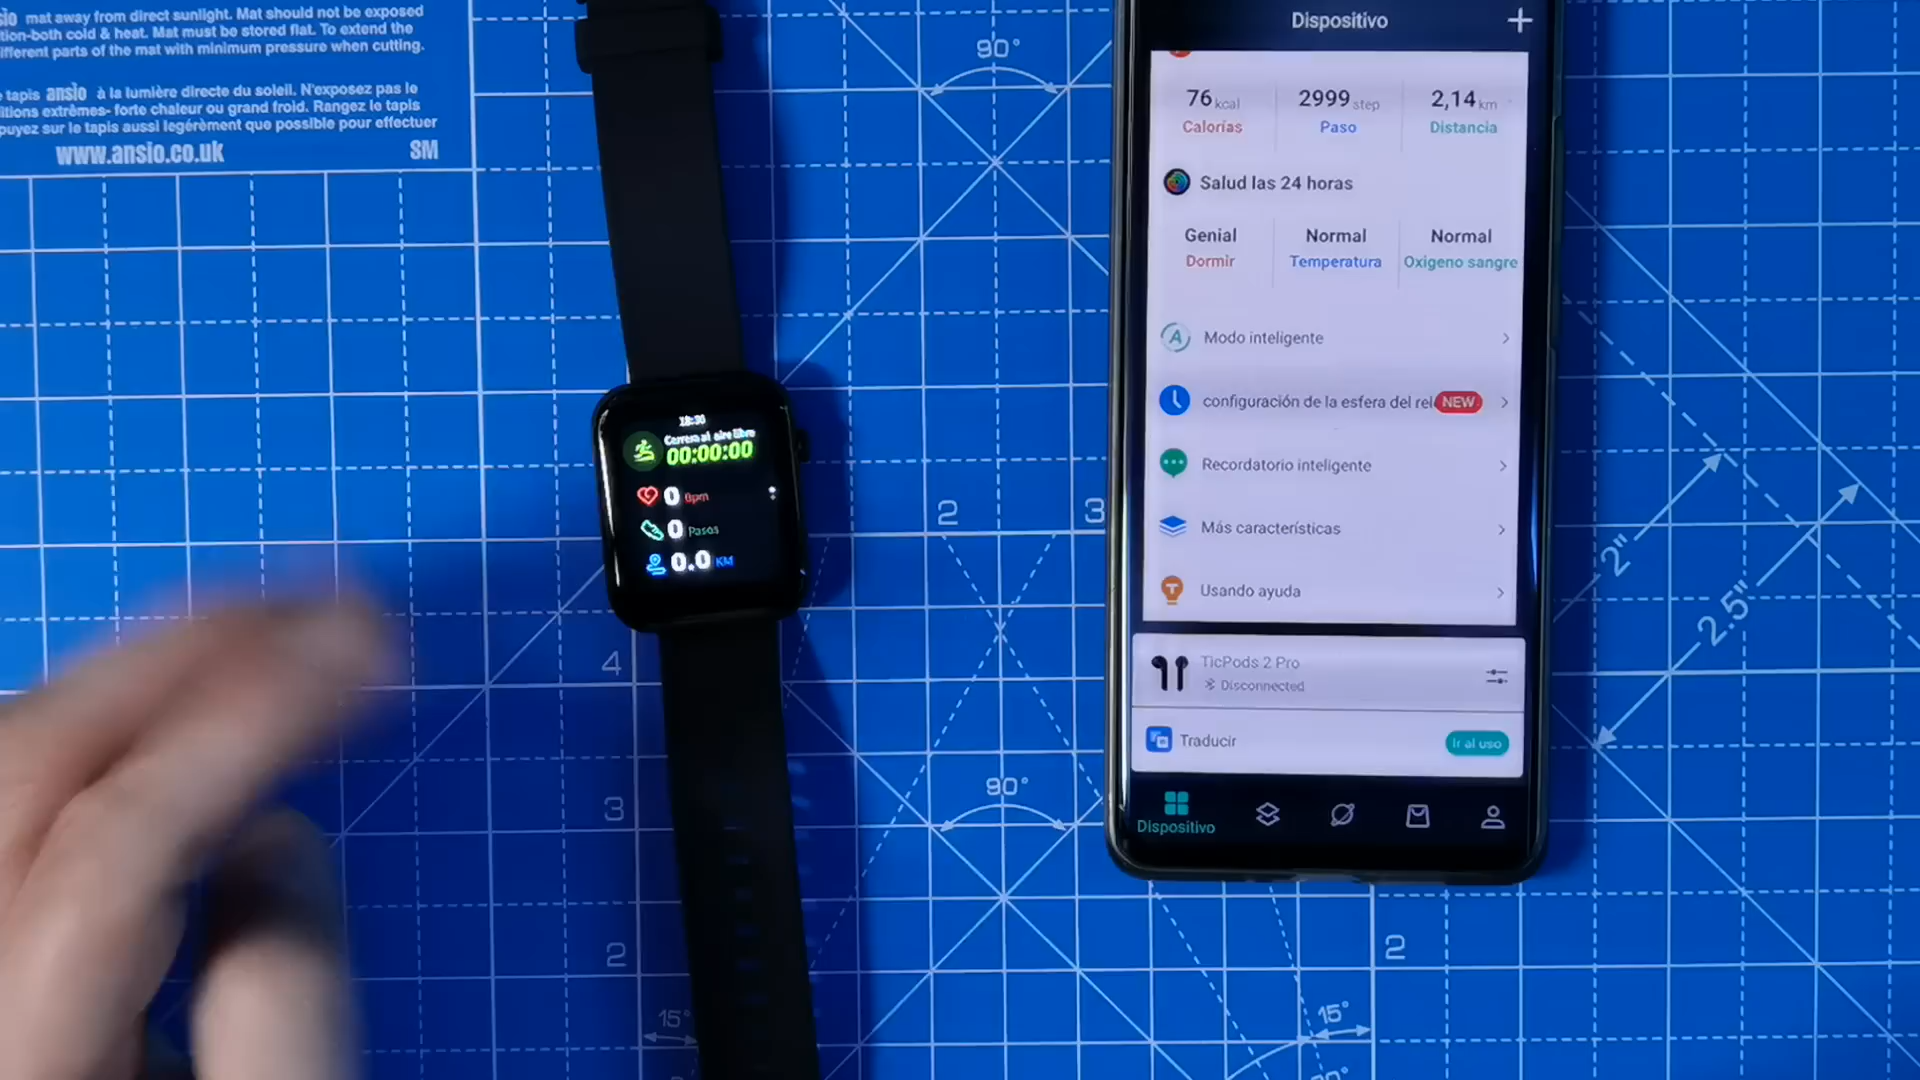 mat away from direct sunlight. Mat should not be exposed
tion-both cold & heat. Mat must be stored flat. To extend the
ifferent parts of the mat with minimum pressure when cutting.
tapis ansio à la lumière directe du soleil. N'exposez pas le
itions extrêmes- forte chaleur ou grand froid. Rangez le tapis
puyez sur le tapis aussi legérèment que possible pour effectuer
www.ansio.co.uk
SM
90°
2
3
4
3
2
15°
90°
2
15°
2"
2.5"
18:30
Carrera al aire libre
00:00:00
0 Bpm
0 Pasos
0.0 KM
Dispositivo
76 kcal
Calorías
2999 step
Paso
2,14 km
Distancia
Salud las 24 horas
Genial
Dormir
Normal
Temperatura
Normal
Oxigeno sangre
Modo inteligente
configuración de la esfera del rel NEW
Recordatorio inteligente
Más características
Usando ayuda
TicPods 2 Pro
Disconnected
Traducir
Ir al uso
Dispositivo